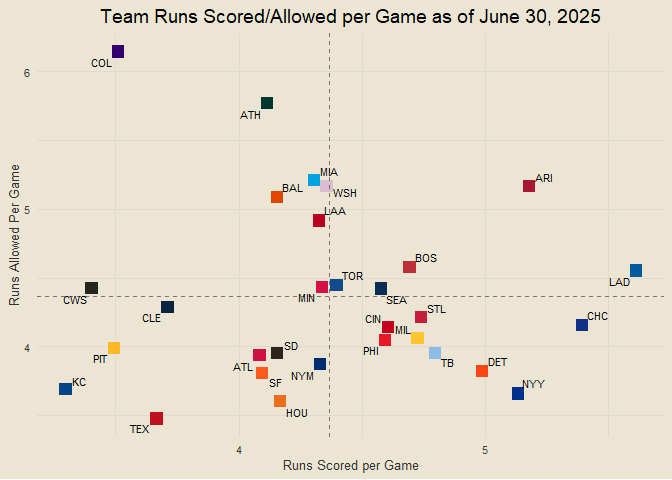 Team Runs Scored/Allowed per Game as of June 30, 2025
Runs Allowed Per Game
6
5
4
COL
ATH
MIA
BAL
WSH
ARI
LAA
BOS
TOR
LAD
CWS
MIN
SEA
CLE
STL
CHC
CIN
MIL
PIT
SD
PHI
TB
DET
ATL
NYM
KC
SF
NYY
HOU
TEX
4
5
Runs Scored per Game